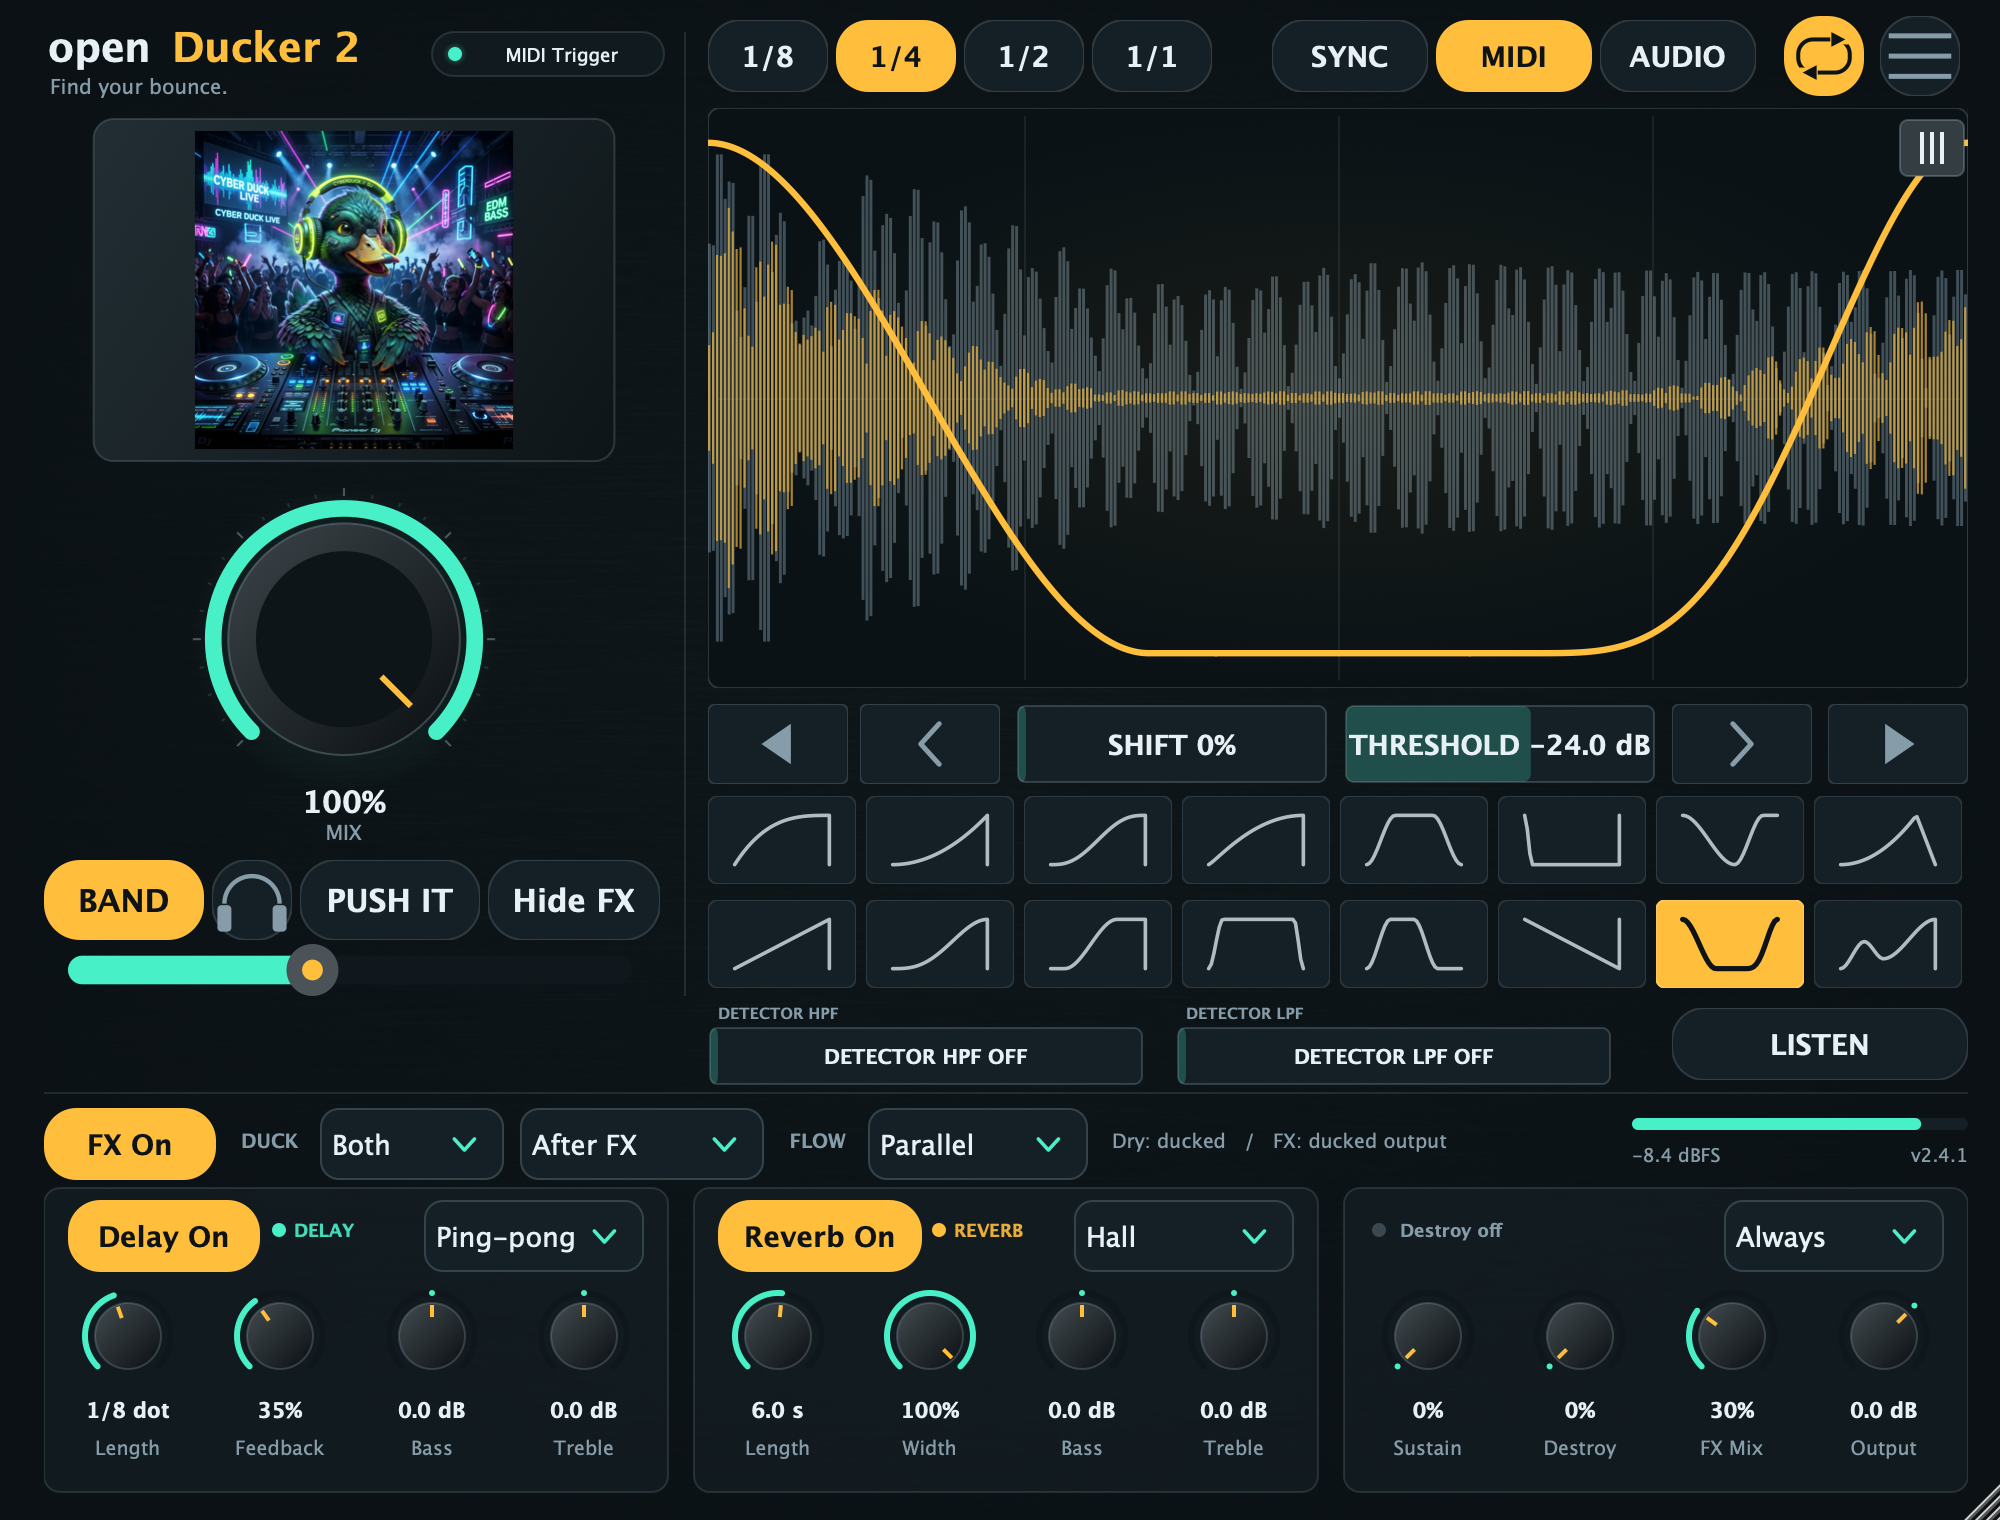 open Ducker 2
Find your bounce.
MIDI Trigger
1/8 1/4 1/2 1/1
SYNC MIDI AUDIO
CYBER DUCK
LIVE
CYBER DUCK LIVE
EDM
BASS
Pioneer Dj
100%
MIX
BAND PUSH IT Hide FX
SHIFT 0%
THRESHOLD -24.0 dB
DETECTOR HPF
DETECTOR HPF OFF
DETECTOR LPF
DETECTOR LPF OFF
LISTEN
FX On DUCK Both After FX FLOW Parallel Dry: ducked / FX: ducked output
-8.4 dBFS v2.4.1
Delay On DELAY Ping-pong
1/8 dot 35% 0.0 dB 0.0 dB
Length Feedback Bass Treble
Reverb On REVERB Hall
6.0 s 100% 0.0 dB 0.0 dB
Length Width Bass Treble
Destroy off Always
0% 0% 30% 0.0 dB
Sustain Destroy FX Mix Output